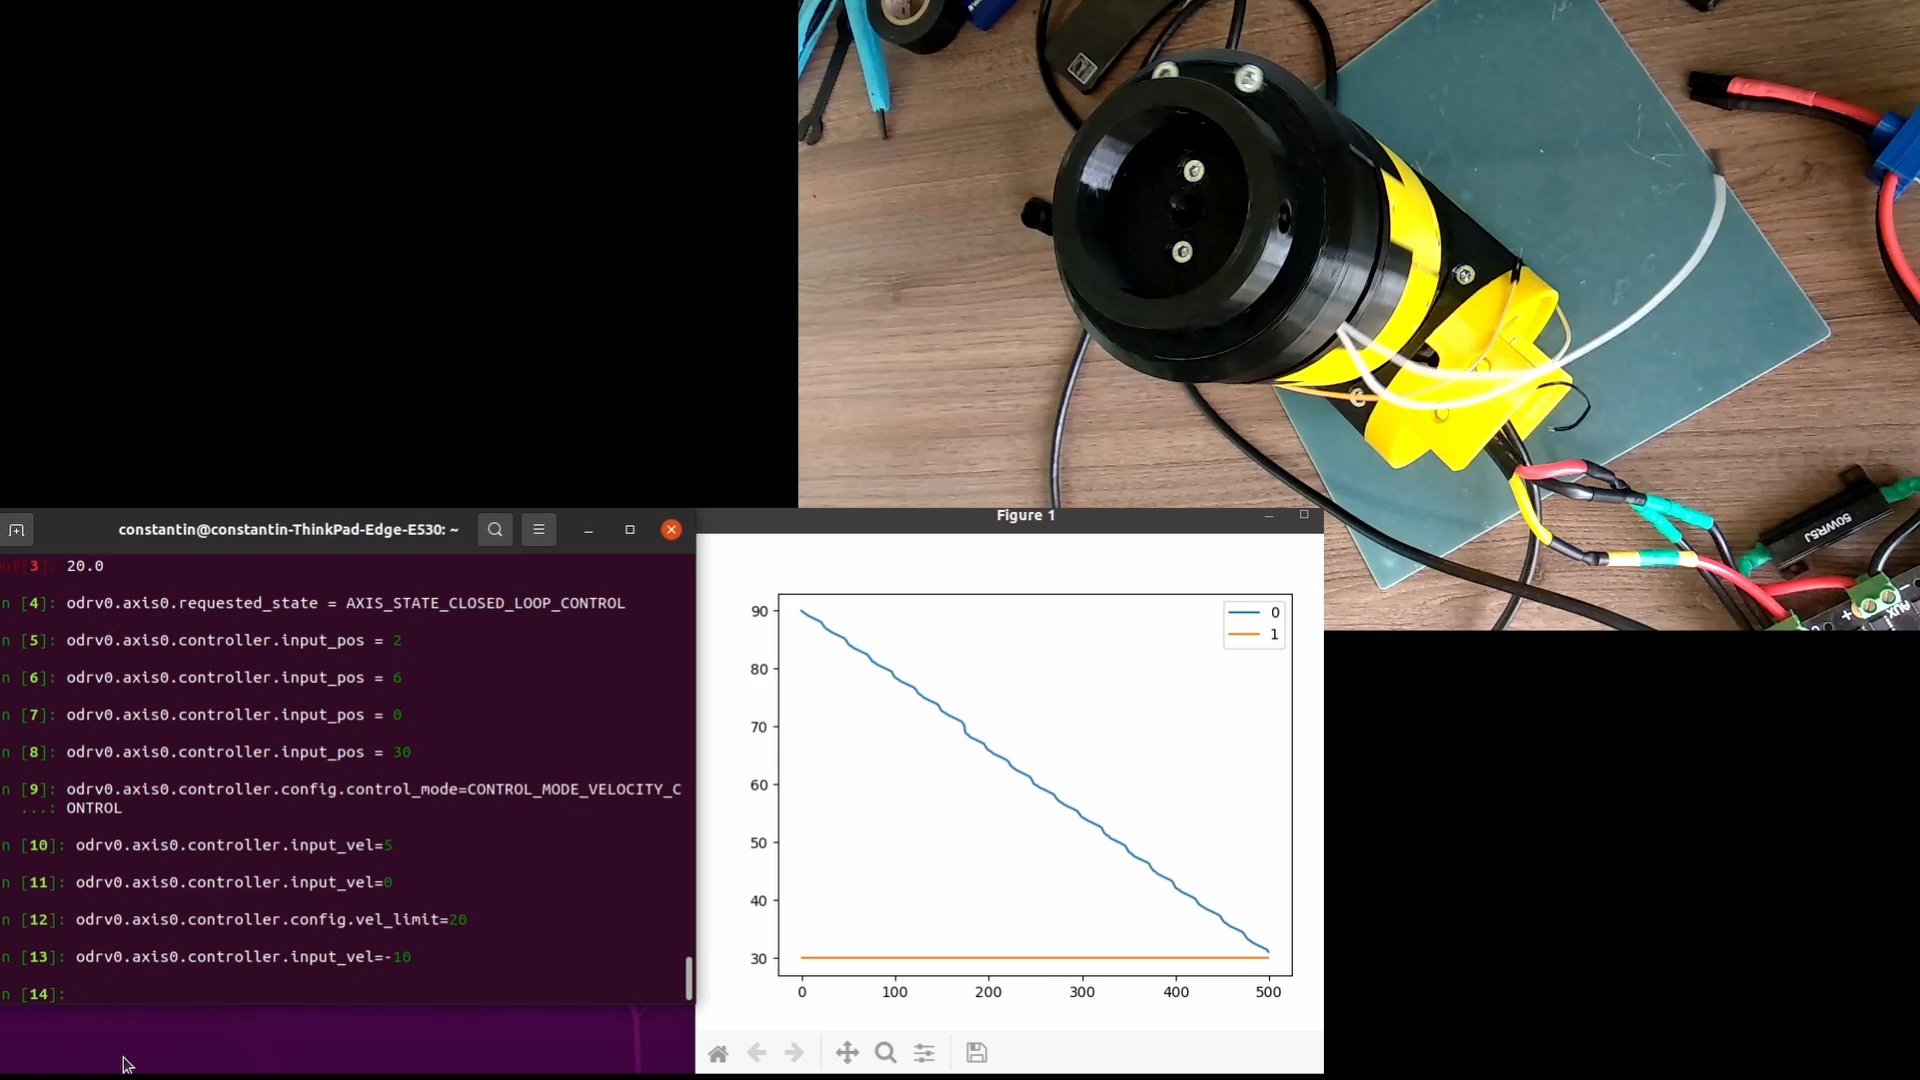 constantin@constantin-ThinkPad-Edge-E530: ~
ut[3]: 20.0
n [4]: odrv0.axis0.requested_state = AXIS_STATE_CLOSED_LOOP_CONTROL
n [5]: odrv0.axis0.controller.input_pos = 2
n [6]: odrv0.axis0.controller.input_pos = 6
n [7]: odrv0.axis0.controller.input_pos = 0
n [8]: odrv0.axis0.controller.input_pos = 30
n [9]: odrv0.axis0.controller.config.control_mode=CONTROL_MODE_VELOCITY_C
...: ONTROL
n [10]: odrv0.axis0.controller.input_vel=5
n [11]: odrv0.axis0.controller.input_vel=0
n [12]: odrv0.axis0.controller.config.vel_limit=20
n [13]: odrv0.axis0.controller.input_vel=-10
n [14]:
Figure 1
90
80
70
60
50
40
30
0 100 200 300 400 500
0
1
50WR5J
AUX